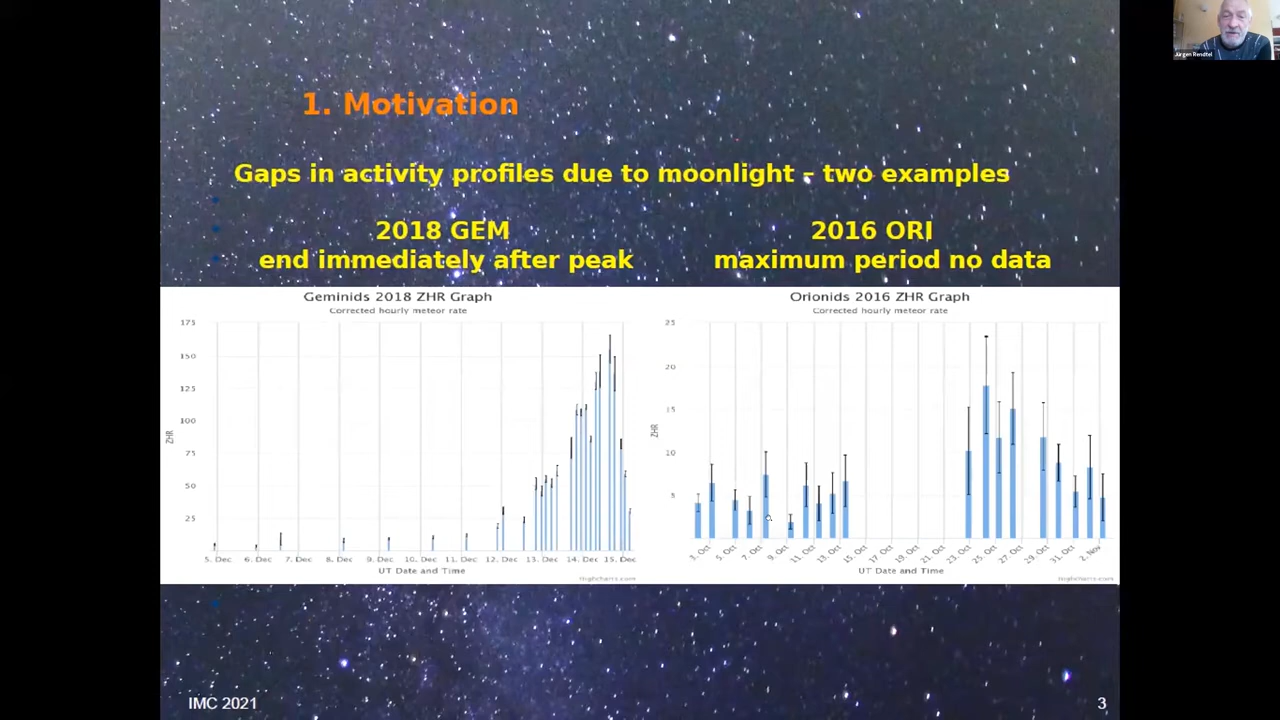 Jürgen Rendtel
1. Motivation
Gaps in activity profiles due to moonlight – two examples
2018 GEM
end immediately after peak
2016 ORI
maximum period no data
Geminids 2018 ZHR Graph
Corrected hourly meteor rate
175
150
125
100
75
50
25
ZHR
5. Dec 6. Dec 7. Dec 8. Dec 9. Dec 10. Dec 11. Dec 12. Dec 13. Dec 14. Dec 15. Dec
UT Date and Time
Orionids 2016 ZHR Graph
Corrected hourly meteor rate
25
20
15
10
5
ZHR
3. Oct 5. Oct 7. Oct 9. Oct 11. Oct 13. Oct 15. Oct 17. Oct 19. Oct 21. Oct 23. Oct 25. Oct 27. Oct 29. Oct 31. Oct 2. Nov
UT Date and Time
IMC 2021
3